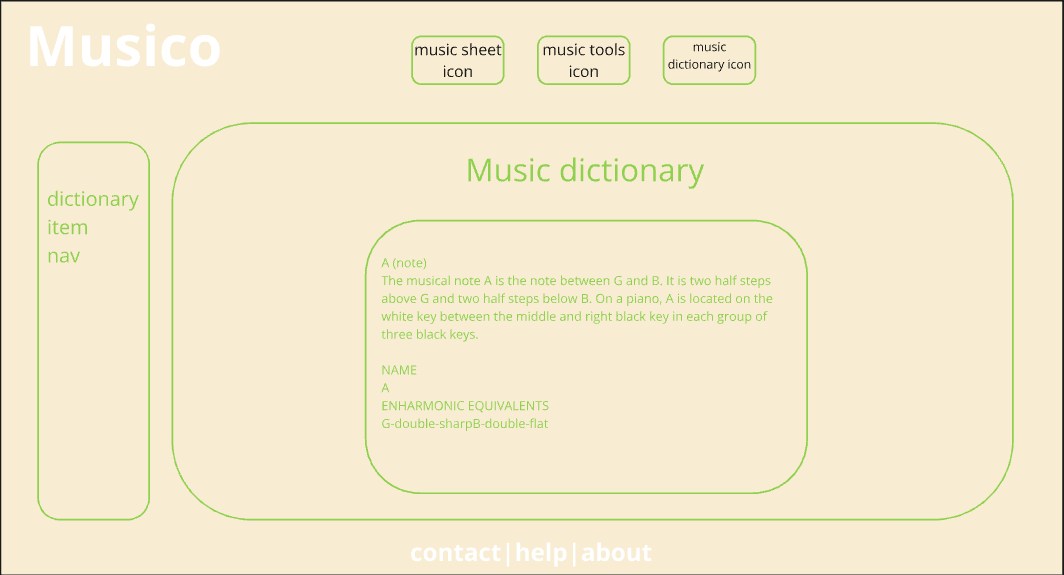 Musico
music sheet
icon
music tools
icon
music
dictionary icon
dictionary
item
nav
Music dictionary
A (note)
The musical note A is the note between G and B. It is two half steps
above G and two half steps below B. On a piano, A is located on the
white key between the middle and right black key in each group of
three black keys.
NAME
A
ENHARMONIC EQUIVALENTS
G-double-sharpB-double-flat
contact|help|about